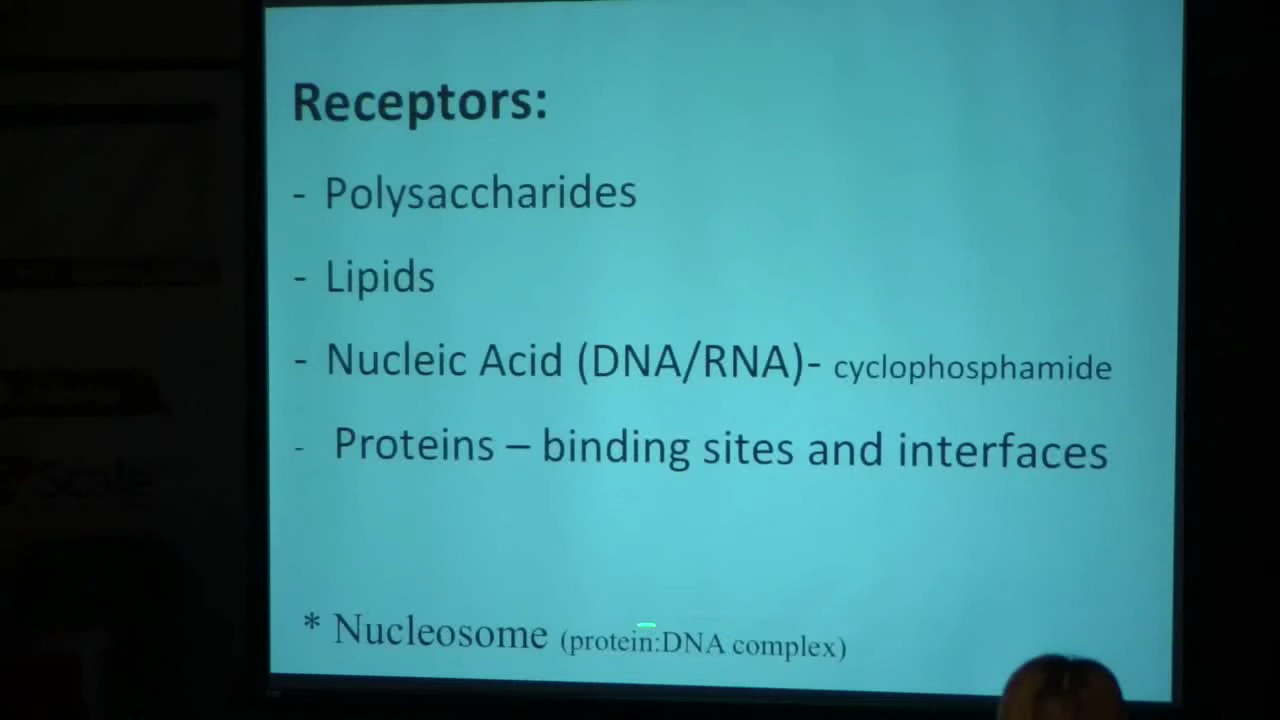 Receptors:
- Polysaccharides
- Lipids
- Nucleic Acid (DNA/RNA)- cyclophosphamide
- Proteins – binding sites and interfaces
* Nucleosome (protein:DNA complex)